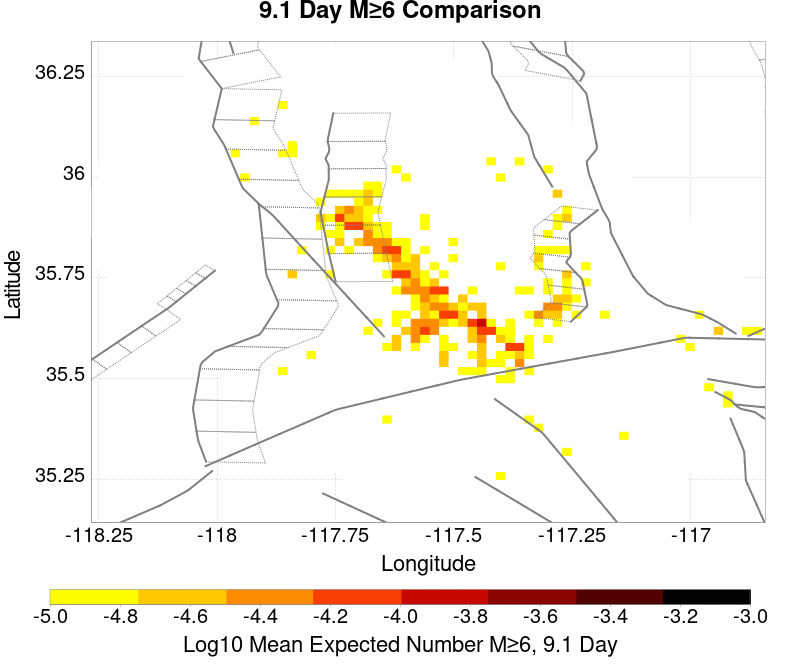 9.1 Day M≥6 Comparison
36.25
36
35.75
35.5
35.25
Latitude
-118.25 -118 -117.75 -117.5 -117.25 -117
Longitude
-5.0 -4.8 -4.6 -4.4 -4.2 -4.0 -3.8 -3.6 -3.4 -3.2 -3.0
Log10 Mean Expected Number M≥6, 9.1 Day